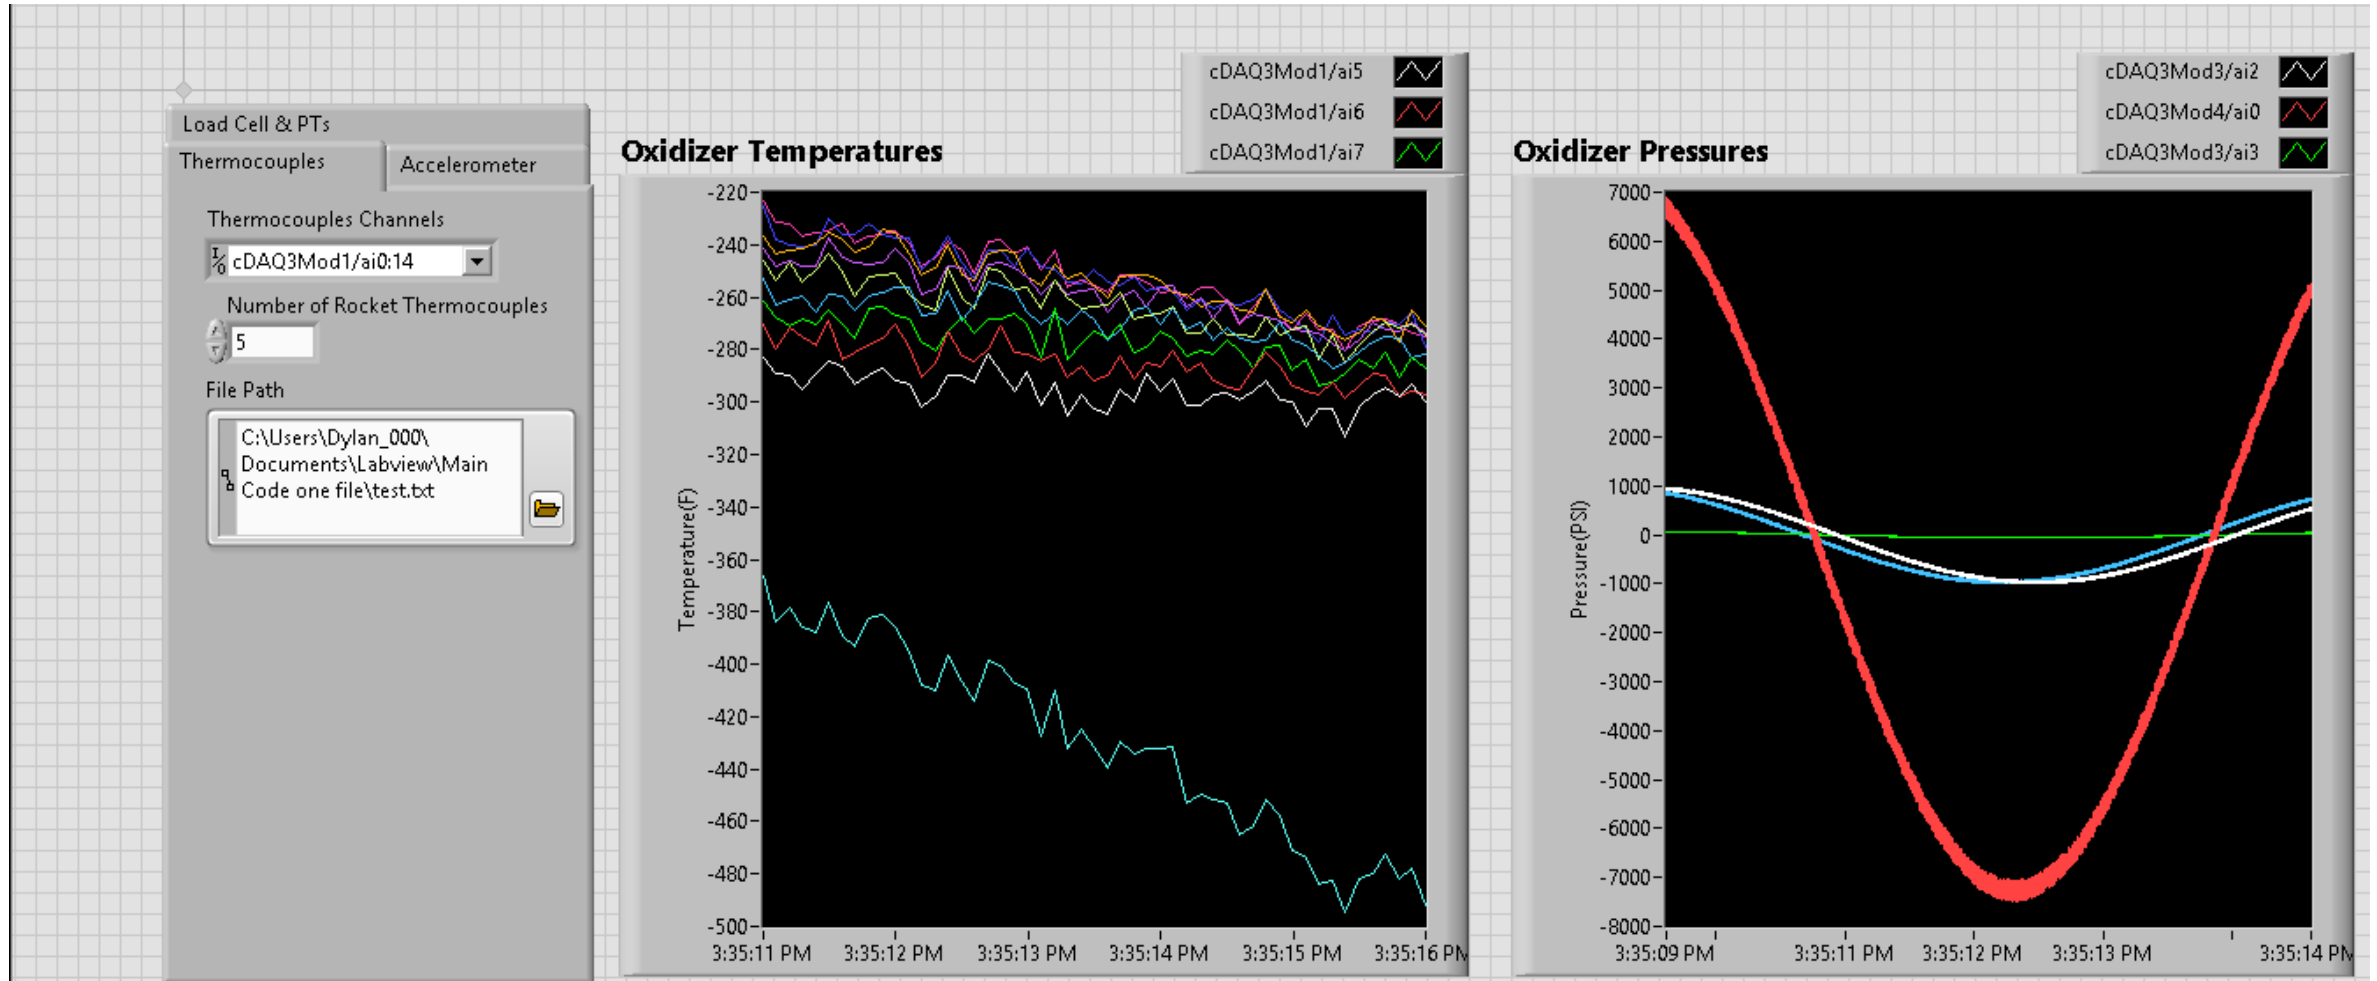 Load Cell & PTs
Thermocouples
Accelerometer
Thermocouples Channels
I/O cDAQ3Mod1/ai0:14
Number of Rocket Thermocouples
5
File Path
C:\Users\Dylan_000\
Documents\Labview\Main
Code one file\test.txt
cDAQ3Mod1/ai5
cDAQ3Mod1/ai6
cDAQ3Mod1/ai7
Oxidizer Temperatures
Temperature(F)
-220
-240
-260
-280
-300
-320
-340
-360
-380
-400
-420
-440
-460
-480
-500
3:35:11 PM 3:35:12 PM 3:35:13 PM 3:35:14 PM 3:35:15 PM 3:35:16 PM
cDAQ3Mod3/ai2
cDAQ3Mod4/ai0
cDAQ3Mod3/ai3
Oxidizer Pressures
Pressure(PSI)
7000
6000
5000
4000
3000
2000
1000
0
-1000
-2000
-3000
-4000
-5000
-6000
-7000
-8000
3:35:09 PM 3:35:11 PM 3:35:12 PM 3:35:13 PM 3:35:14 PM